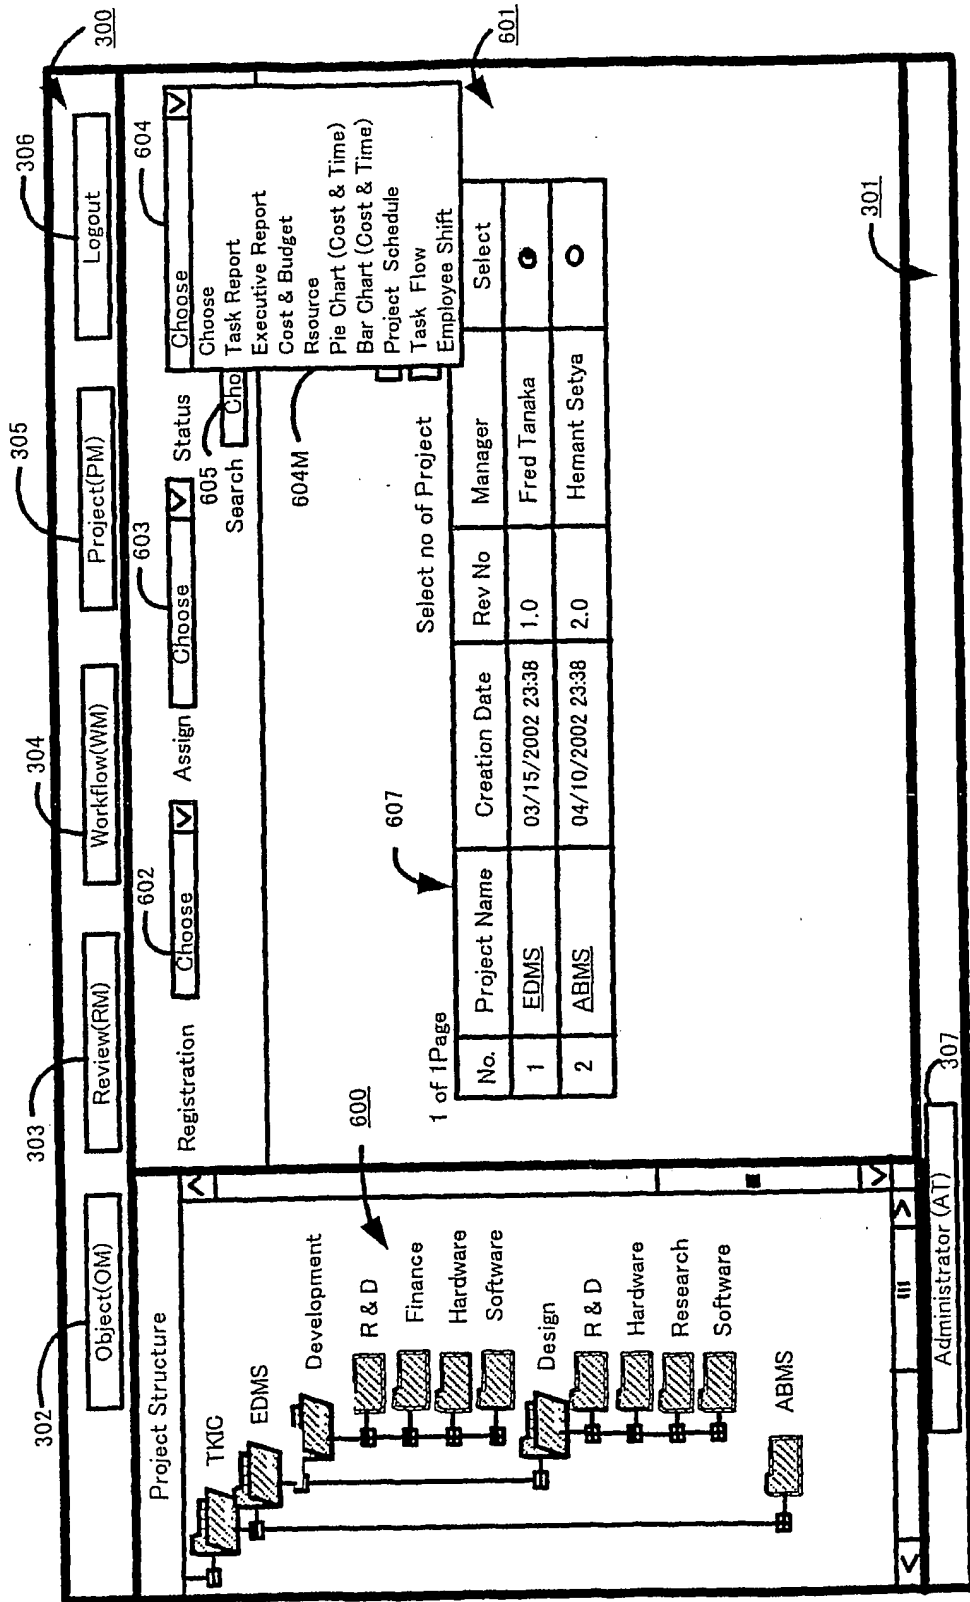 300
302
303
304
305
306
Object(OM)
Review(RM)
Workflow(WM)
Project(PM)
Logout
Project Structure
TKIC
EDMS
Development
R & D
Finance
Hardware
Software
Design
R & D
Hardware
Research
Software
ABMS
600
602
603
604
Registration
Choose
Assign
Choose
Status
Choose
605
Search
Cho
Choose
Task Report
Executive Report
Cost & Budget
Rsource
Pie Chart (Cost & Time)
Bar Chart (Cost & Time)
Project Schedule
Task Flow
Employee Shift
604M
601
607
1 of 1Page
Select no of Project
No. Project Name Creation Date Rev No Manager Select
1 EDMS 03/15/2002 23:38 1.0 Fred Tanaka
2 ABMS 04/10/2002 23:38 2.0 Hemant Setya
301
Administrator (AT)
307